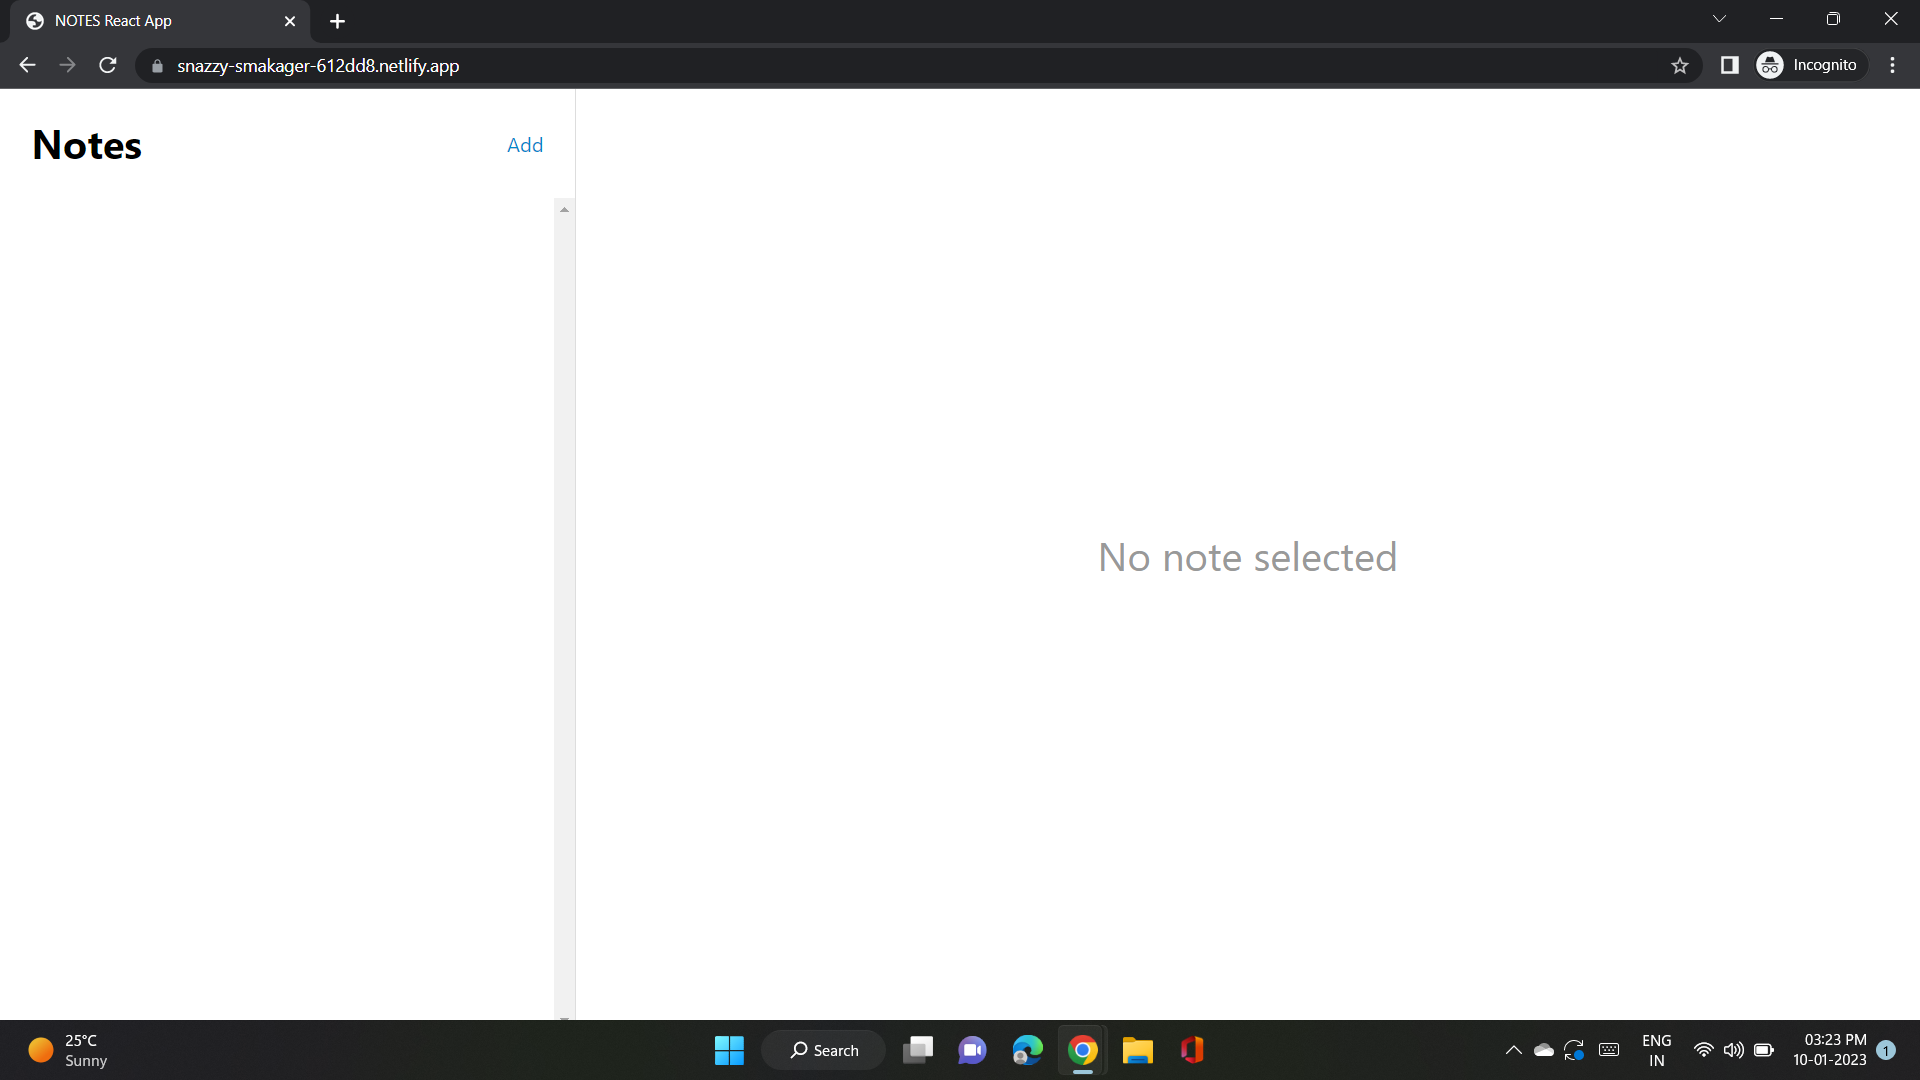 NOTES React App
snazzy-smakager-612dd8.netlify.app
Incognito
Notes
Add
No note selected
25°C
Sunny
Search
ENG
IN
03:23 PM
10-01-2023
1